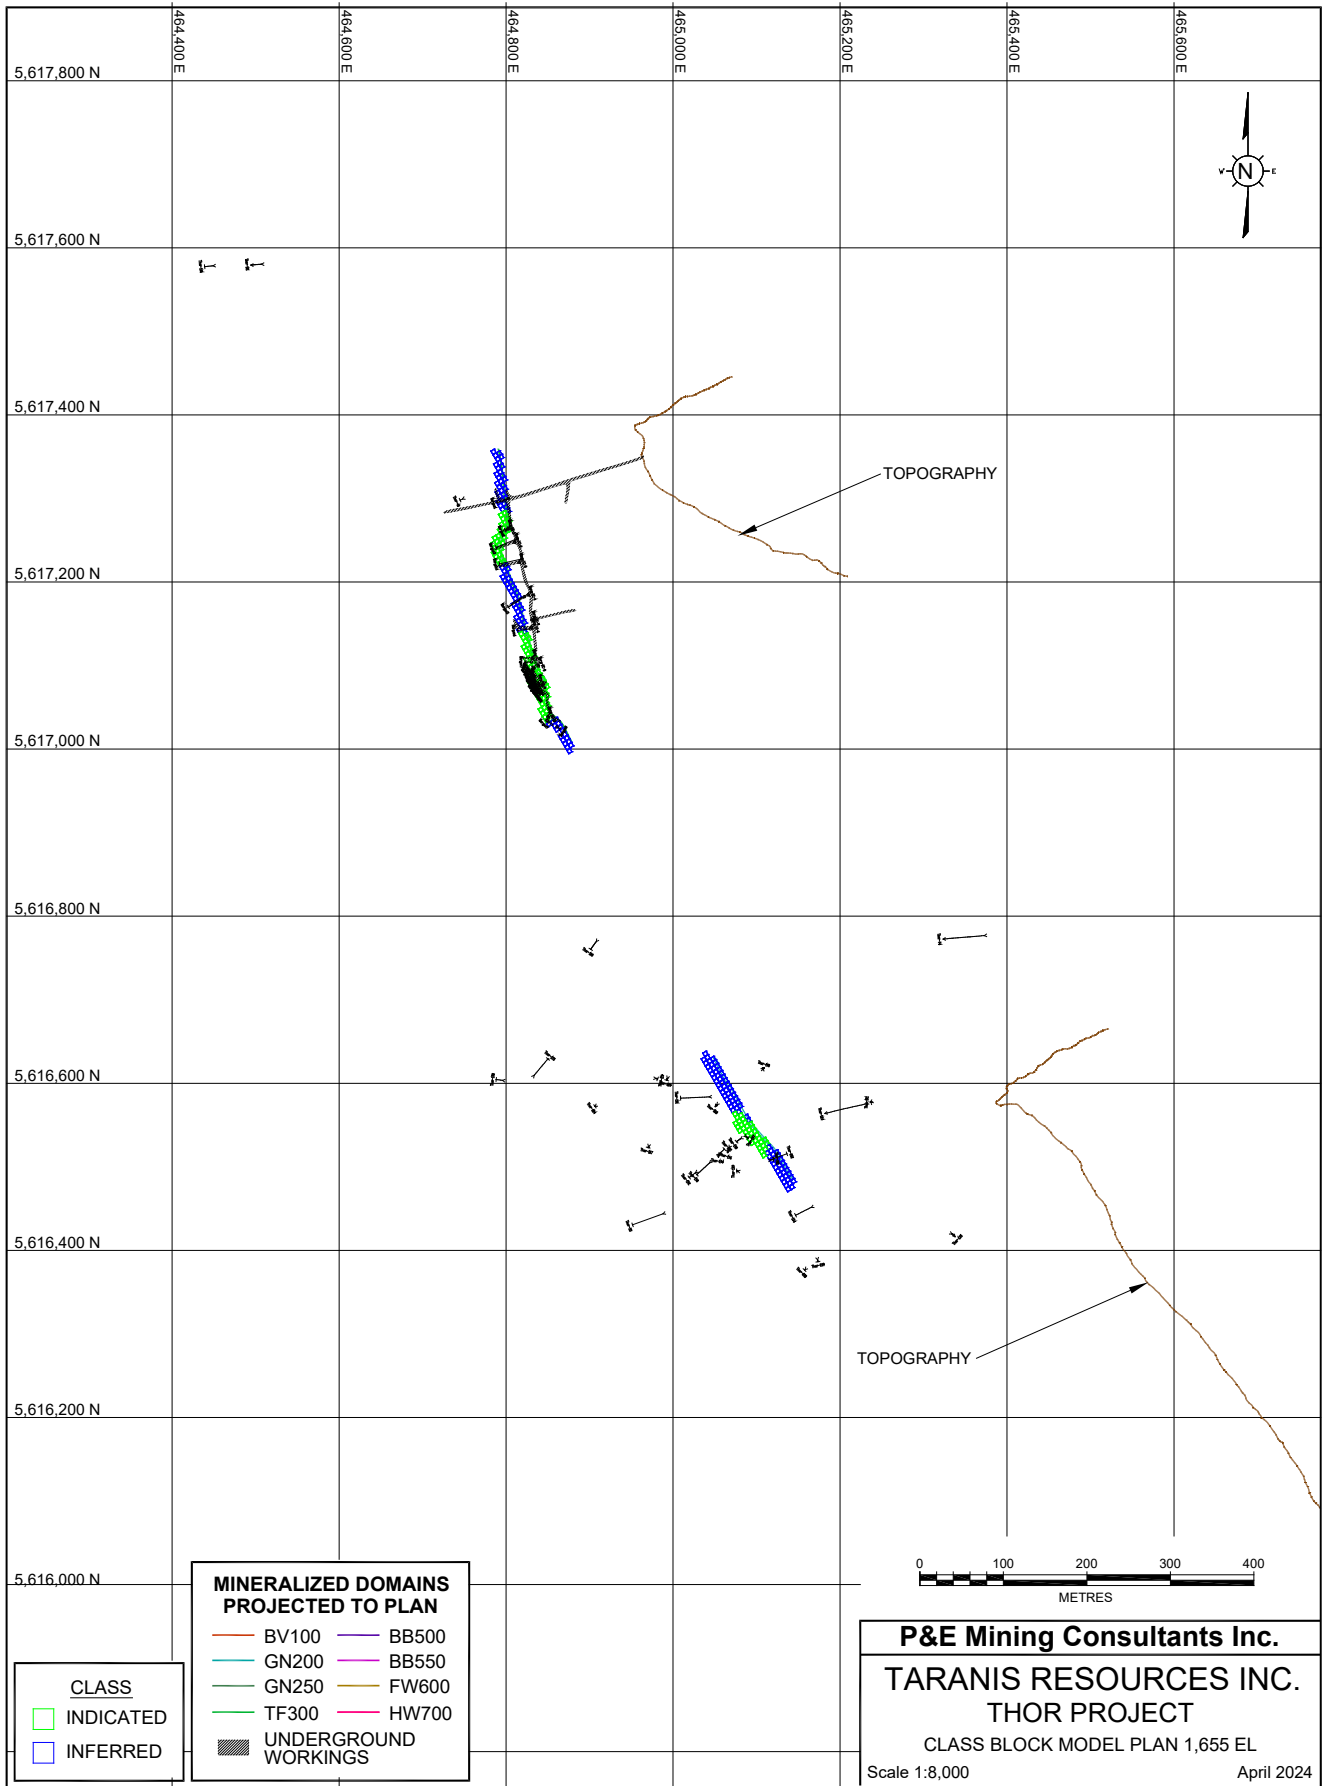 464,400 E
464,600 E
464,800 E
465,000 E
465,200 E
465,400 E
465,600 E
5,617,800 N
N
W
E
5,617,600 N
5,617,400 N
TOPOGRAPHY
5,617,200 N
5,617,000 N
5,616,800 N
5,616,600 N
5,616,400 N
TOPOGRAPHY
5,616,200 N
5,616,000 N
0 100 200 300 400
METRES
MINERALIZED DOMAINS
PROJECTED TO PLAN
BV100 BB500
GN200 BB550
GN250 FW600
TF300 HW700
UNDERGROUND
WORKINGS
CLASS
INDICATED
INFERRED
P&E Mining Consultants Inc.
TARANIS RESOURCES INC.
THOR PROJECT
CLASS BLOCK MODEL PLAN 1,655 EL
Scale 1:8,000 April 2024